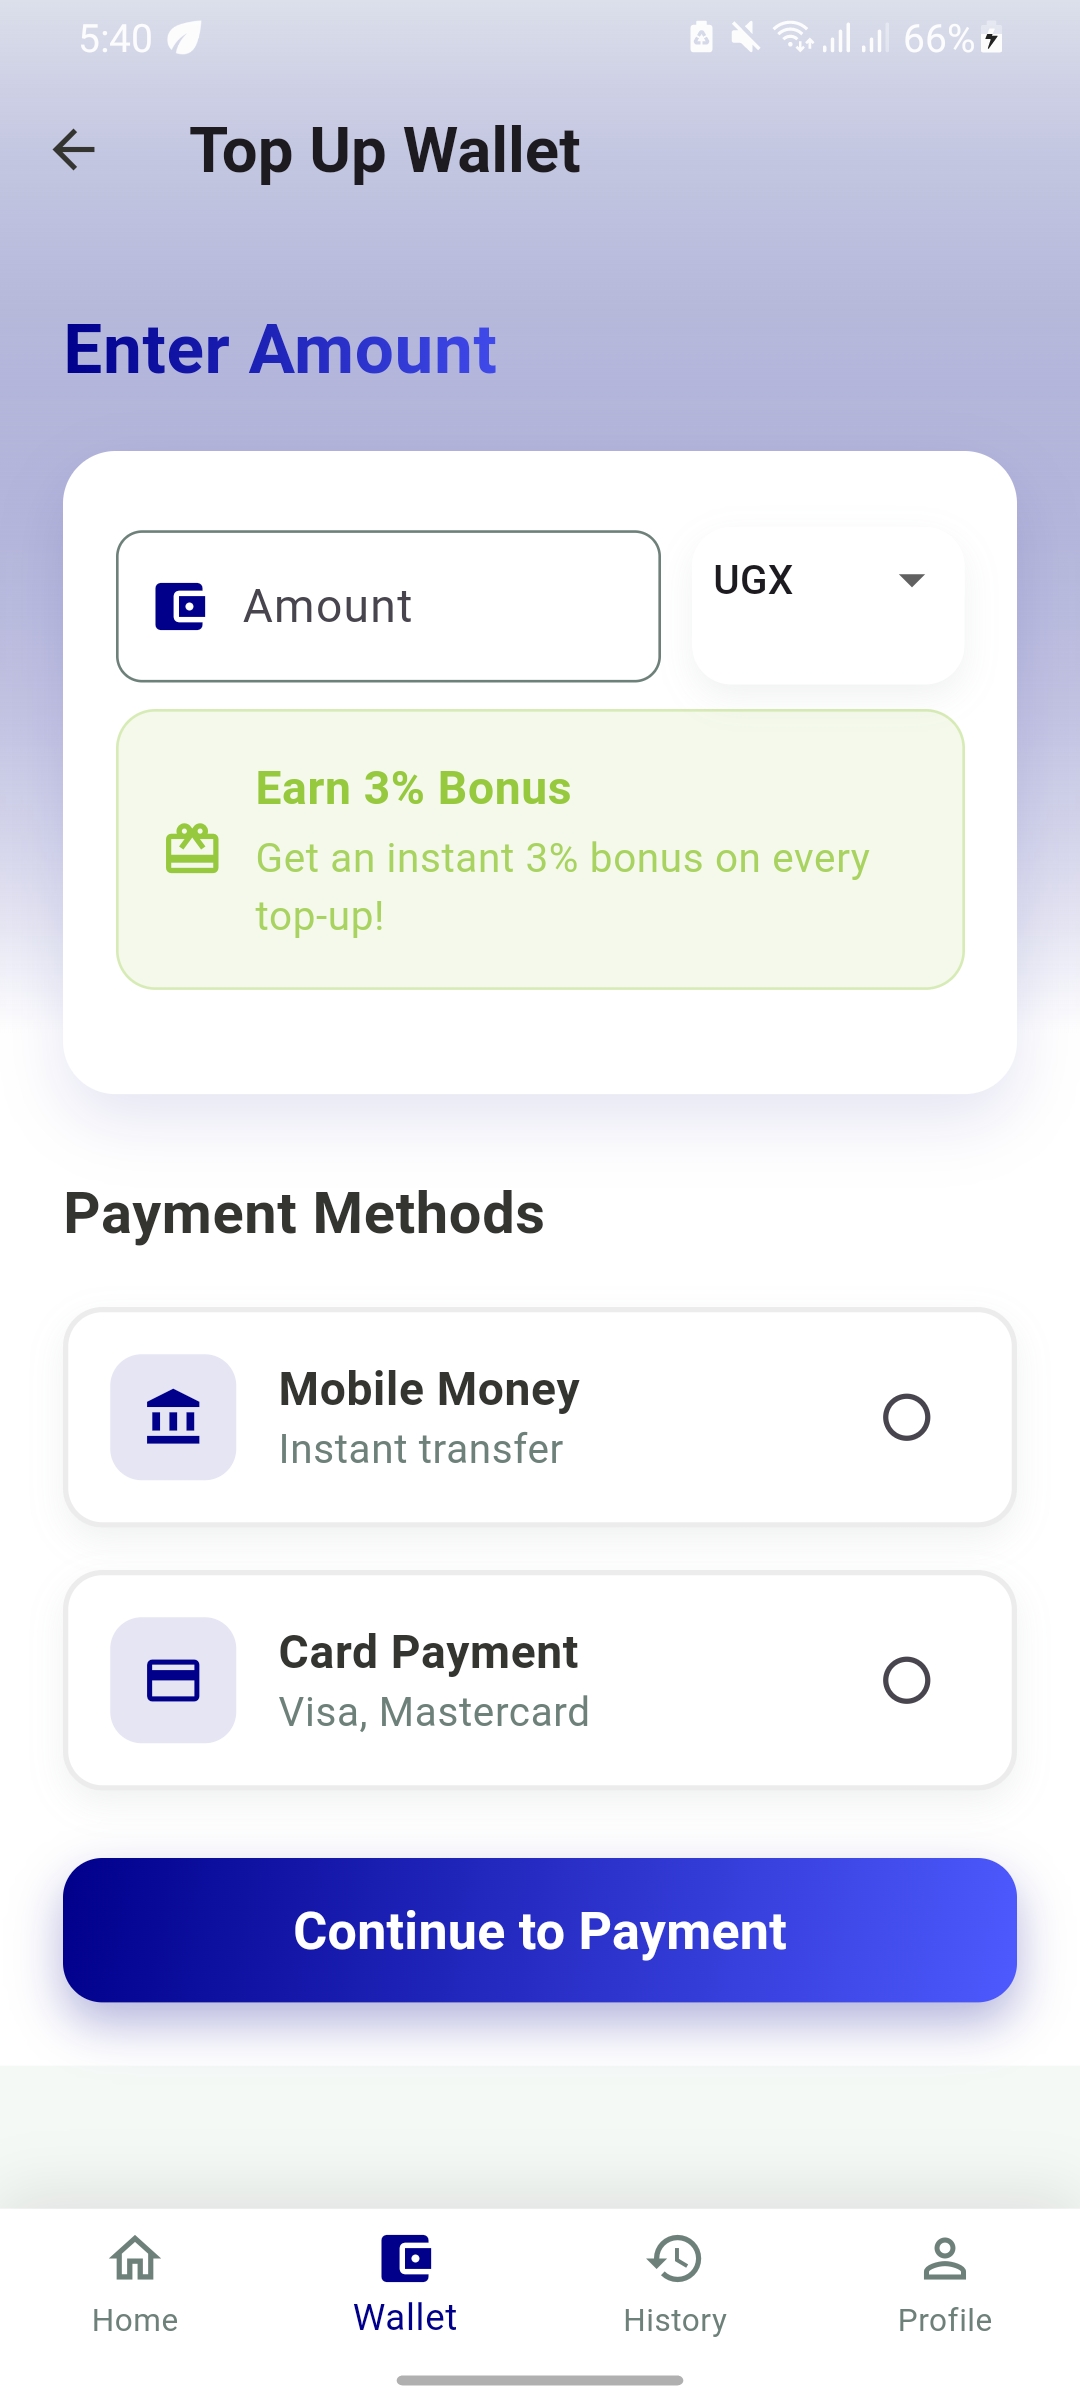 5:40
66%
Top Up Wallet
Enter Amount
Amount
UGX
Earn 3% Bonus
Get an instant 3% bonus on every
top-up!
Payment Methods
Mobile Money
Instant transfer
Card Payment
Visa, Mastercard
Continue to Payment
Home
Wallet
History
Profile